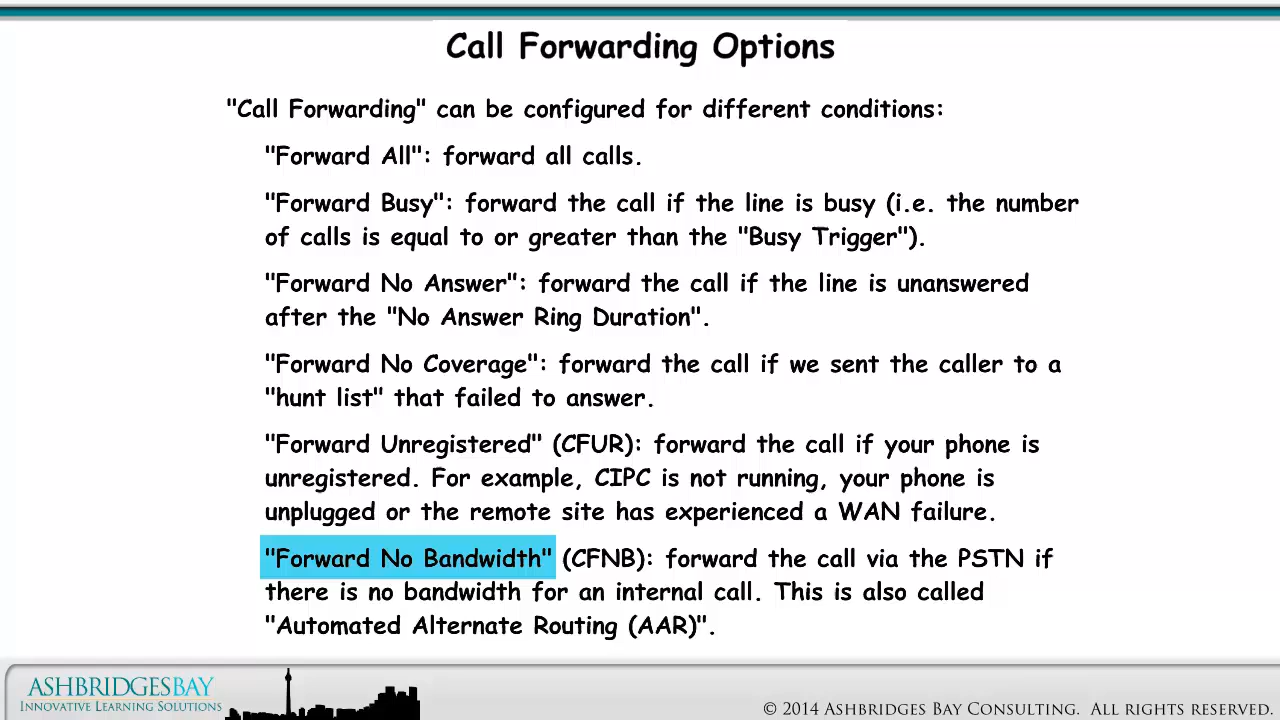 Call Forwarding Options
"Call Forwarding" can be configured for different conditions:
"Forward All": forward all calls.
"Forward Busy": forward the call if the line is busy (i.e. the number
of calls is equal to or greater than the "Busy Trigger").
"Forward No Answer": forward the call if the line is unanswered
after the "No Answer Ring Duration".
"Forward No Coverage": forward the call if we sent the caller to a
"hunt list" that failed to answer.
"Forward Unregistered" (CFUR): forward the call if your phone is
unregistered. For example, CIPC is not running, your phone is
unplugged or the remote site has experienced a WAN failure.
"Forward No Bandwidth" (CFNB): forward the call via the PSTN if
there is no bandwidth for an internal call. This is also called
"Automated Alternate Routing (AAR)".
ASHBRIDGESBAY
INNOVATIVE LEARNING SOLUTIONS
© 2014 ASHBRIDGES BAY CONSULTING. ALL RIGHTS RESERVED.